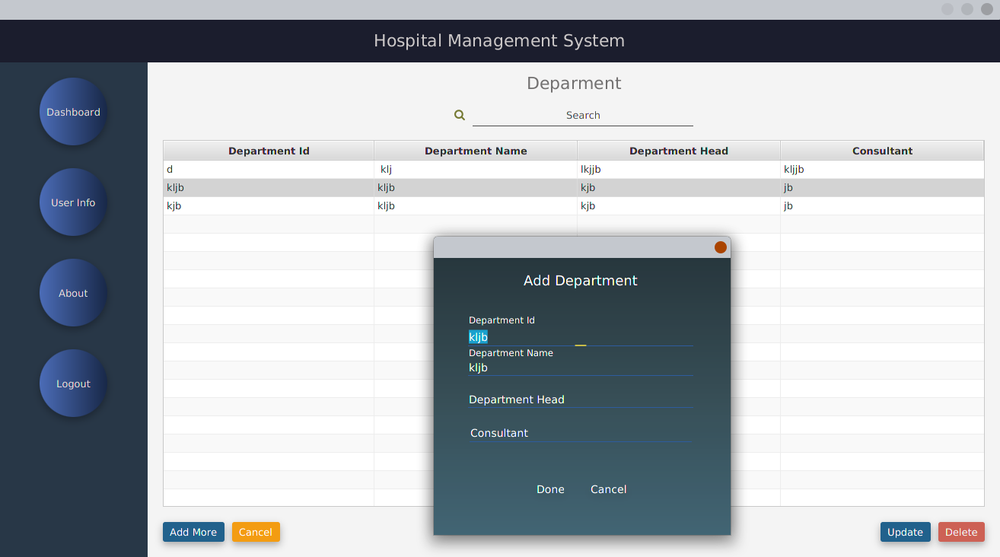 Hospital Management System
Dashboard
User Info
About
Logout
Deparment
Search
Department Id Department Name Department Head Consultant
d klj lkjjb kljjb
kljb kljb kjb jb
kjb kljb kjb jb
Add Department
Department Id
kljb
Department Name
kljb
Department Head
Consultant
Done Cancel
Add More Cancel Update Delete